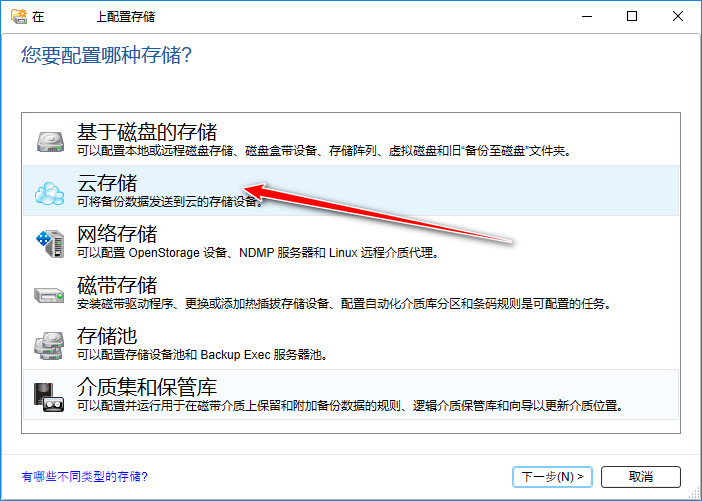 在 上配置存储
您要配置哪种存储?
基于磁盘的存储
可以配置本地或远程磁盘存储、磁盘盒带设备、存储阵列、虚拟磁盘和旧“备份至磁盘”文件夹。
云存储
可将备份数据发送到云的存储设备。
网络存储
可以配置 OpenStorage 设备、NDMP 服务器和 Linux 远程介质代理。
磁带存储
安装磁带驱动程序、更换或添加热插拔存储设备、配置自动化介质库分区和条码规则是可配置的任务。
存储池
可以配置存储设备池和 Backup Exec 服务器池。
介质集和保管库
可以配置并运行用于在磁带介质上保留和附加备份数据的规则、逻辑介质保管库和向导以更新介质位置。
有哪些不同类型的存储?
下一步(N) >
取消